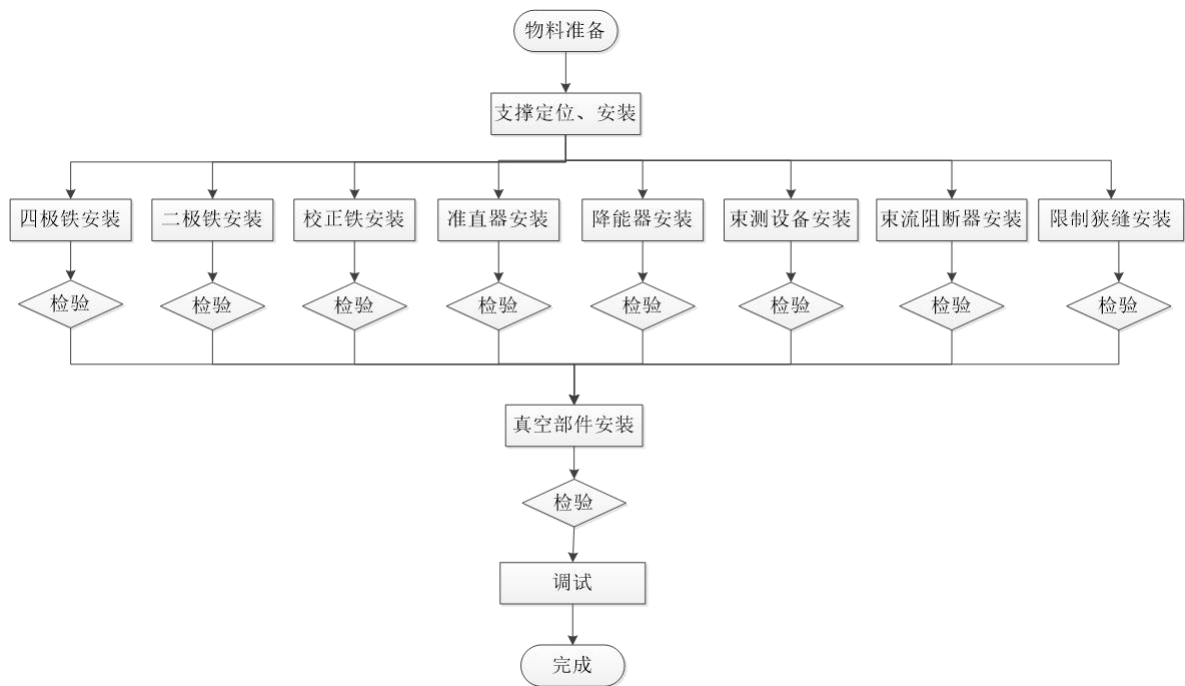 物料准备
支撑定位、安装
四极铁安装
二极铁安装
校正铁安装
准直器安装
降能器安装
束测设备安装
束流阻断器安装
限制狭缝安装
检验
检验
检验
检验
检验
检验
检验
检验
真空部件安装
检验
调试
完成